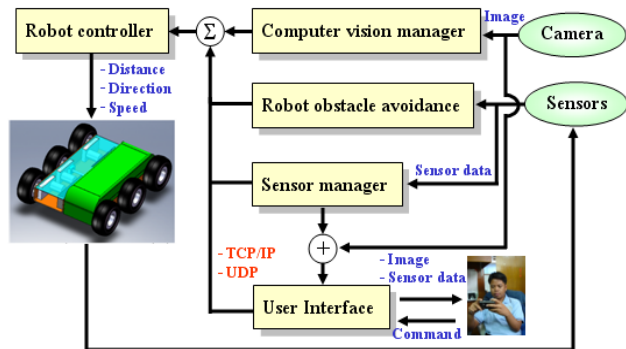 Robot controller
Σ
Computer vision manager
Image
Camera
- Distance
- Direction
- Speed
Robot obstacle avoidance
Sensors
Sensor data
Sensor manager
+
- TCP/IP
- UDP
- Image
- Sensor data
User Interface
Command